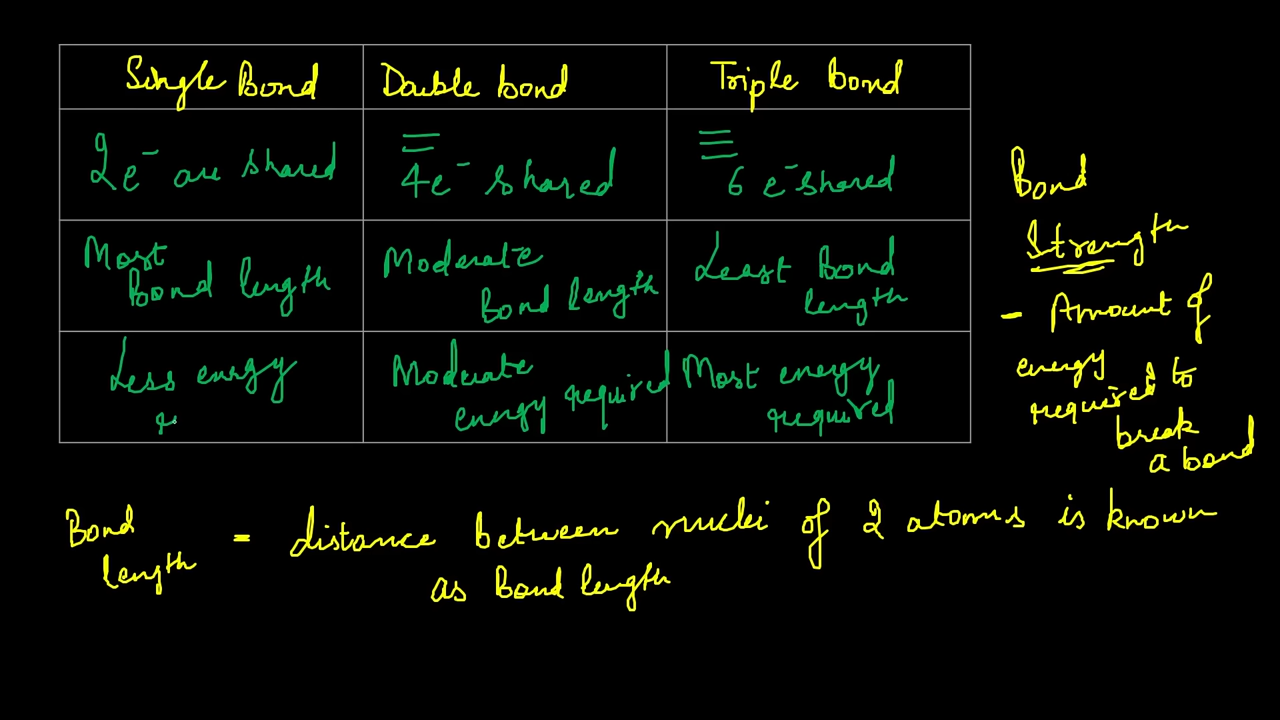 Single Bond
Double bond
Triple Bond
2e⁻ are shared
4e⁻ shared
6 e⁻ shared
Most
Bond length
Moderate
Bond length
Least Bond
length
Less energy
Moderate
energy required
Most energy
required
Bond
Strength
- Amount of
energy
required to
break
a bond
Bond
length = distance between nuclei of 2 atoms is known
as Bond length